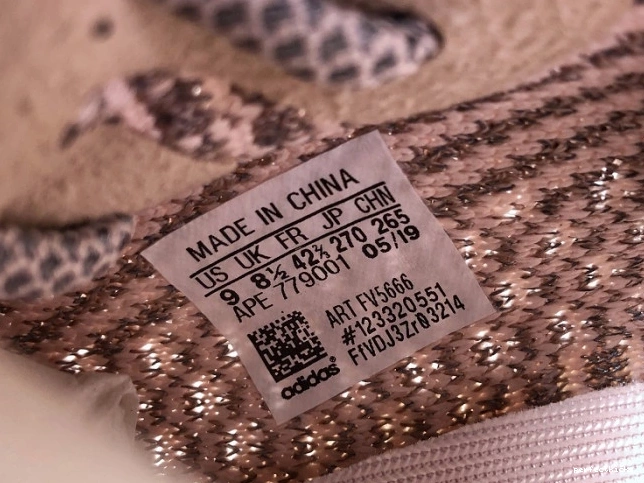 MADE IN CHINA
US UK FR JP CHN
9 8½ 42⅔ 270 265
APE 779001 05/19
ART FV5666
#123320551
FfVDJ3Zr03214
adidas®